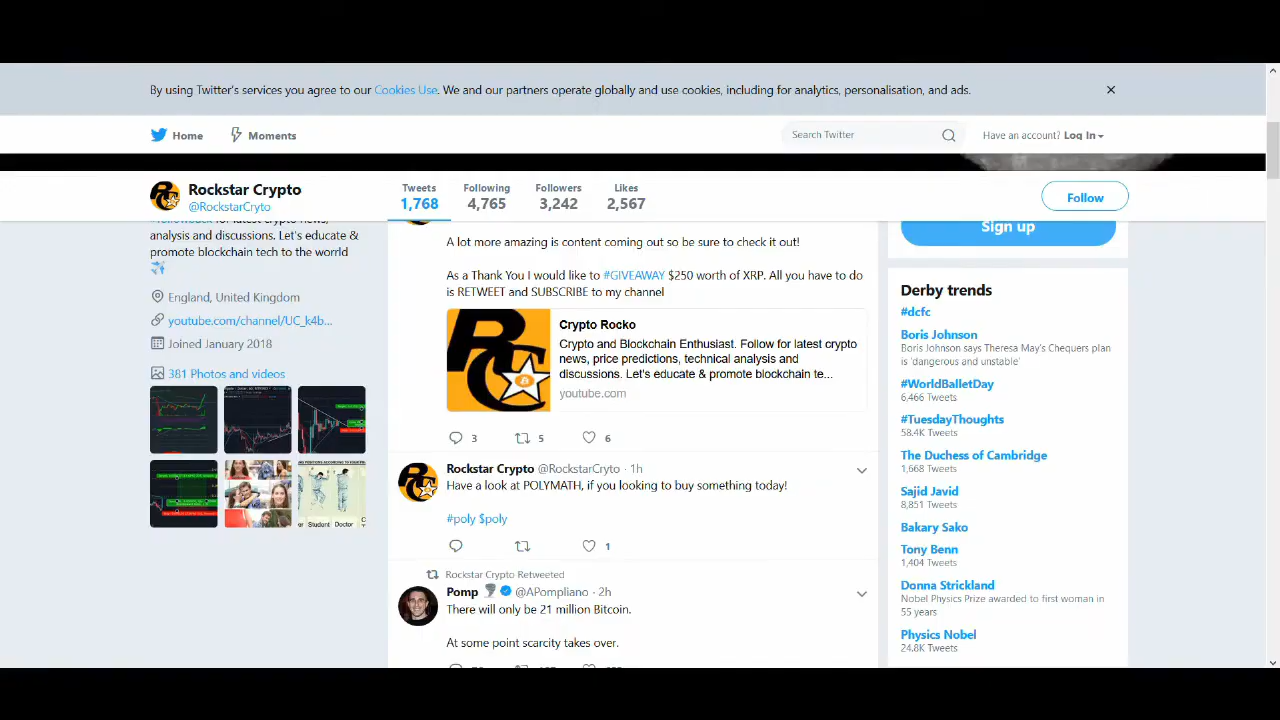 By using Twitter's services you agree to our Cookies Use. We and our partners operate globally and use cookies, including for analytics, personalisation, and ads.
Home
Moments
Search Twitter
Have an account? Log In
Rockstar Crypto
@RockstarCryto
Tweets
1,768
Following
4,765
Followers
3,242
Likes
2,567
Follow
for latest crypto news,
analysis and discussions. Let's educate &
promote blockchain tech to the world
England, United Kingdom
youtube.com/channel/UC_k4b...
Joined January 2018
381 Photos and videos
er Student Doctor
A lot more amazing is content coming out so be sure to check it out!
As a Thank You I would like to #GIVEAWAY $250 worth of XRP. All you have to do
is RETWEET and SUBSCRIBE to my channel
RC
Crypto Rocko
Crypto and Blockchain Enthusiast. Follow for latest crypto
news, price predictions, technical analysis and
discussions. Let's educate & promote blockchain te...
youtube.com
3 5 6
Rockstar Crypto @RockstarCryto · 1h
Have a look at POLYMATH, if you looking to buy something today!
#poly $poly
1
Rockstar Crypto Retweeted
Pomp @APompliano · 2h
There will only be 21 million Bitcoin.
At some point scarcity takes over.
Sign up
Derby trends
#dcfc
Boris Johnson
Boris Johnson says Theresa May's Chequers plan
is 'dangerous and unstable'
#WorldBalletDay
6,466 Tweets
#TuesdayThoughts
58.4K Tweets
The Duchess of Cambridge
1,668 Tweets
Sajid Javid
8,851 Tweets
Bakary Sako
Tony Benn
1,404 Tweets
Donna Strickland
Nobel Physics Prize awarded to first woman in
55 years
Physics Nobel
24.8K Tweets